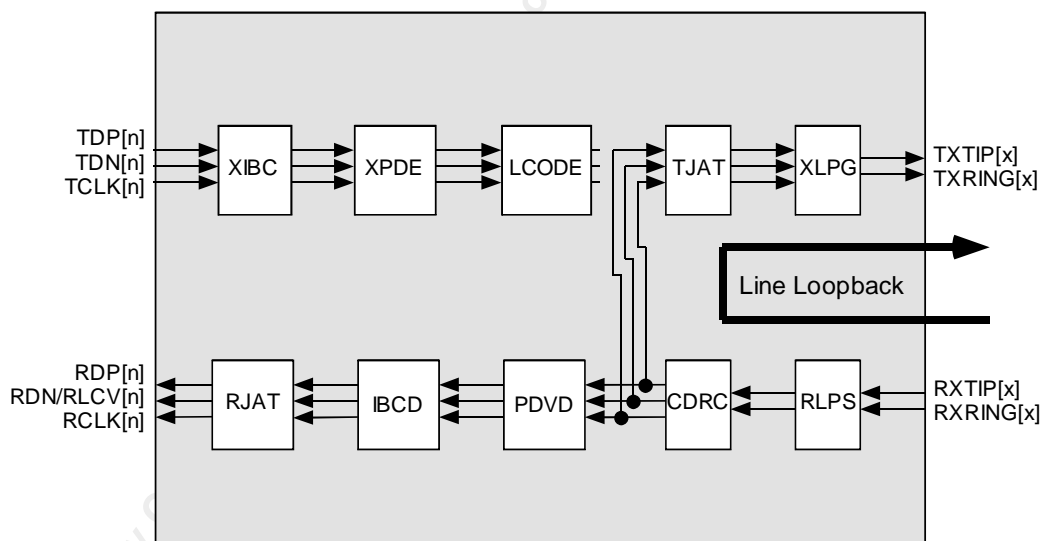 TDP[n]
TDN[n]
TCLK[n]
XIBC
XPDE
LCODE
TJAT
XLPG
TXTIP[x]
TXRING[x]
Line Loopback
RDP[n]
RDN/RLCV[n]
RCLK[n]
RJAT
IBCD
PDVD
CDRC
RLPS
RXTIP[x]
RXRING[x]